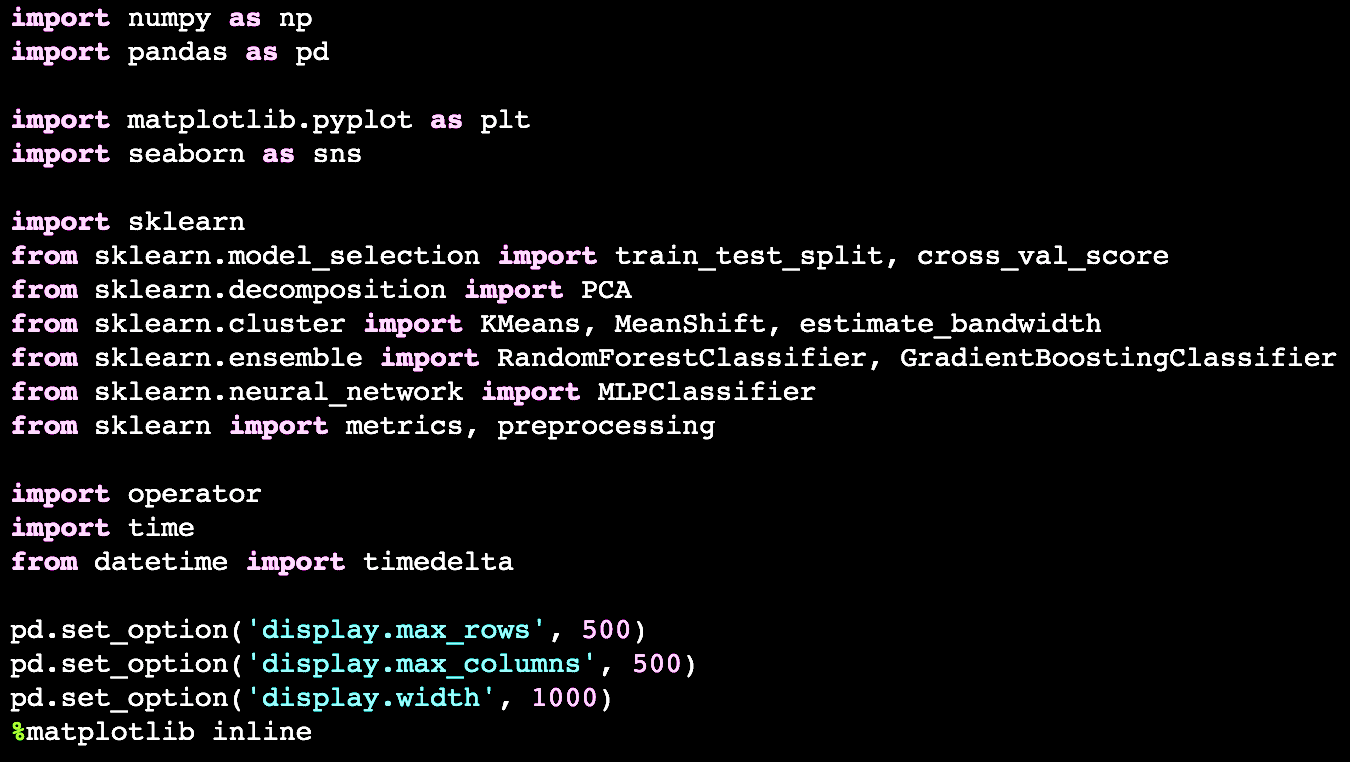 import numpy as np
import pandas as pd
import matplotlib.pyplot as plt
import seaborn as sns
import sklearn
from sklearn.model_selection import train_test_split, cross_val_score
from sklearn.decomposition import PCA
from sklearn.cluster import KMeans, MeanShift, estimate_bandwidth
from sklearn.ensemble import RandomForestClassifier, GradientBoostingClassifier
from sklearn.neural_network import MLPClassifier
from sklearn import metrics, preprocessing
import operator
import time
from datetime import timedelta
pd.set_option('display.max_rows', 500)
pd.set_option('display.max_columns', 500)
pd.set_option('display.width', 1000)
%matplotlib inline